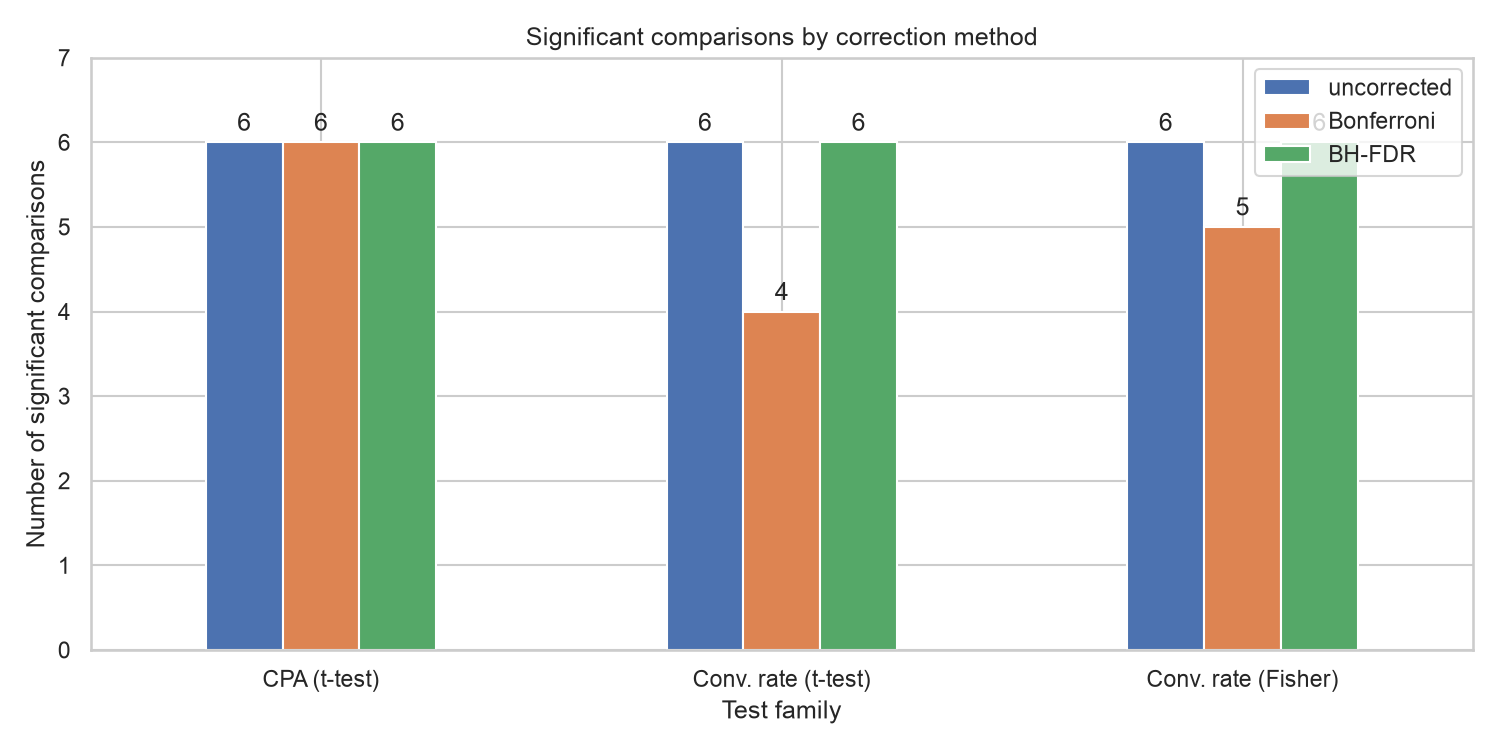 Significant comparisons by correction method
7
6
5
4
3
2
1
0
Number of significant comparisons
6 6 6
6 4 6
6 5 6
uncorrected
Bonferroni
BH-FDR
CPA (t-test) Conv. rate (t-test) Conv. rate (Fisher)
Test family